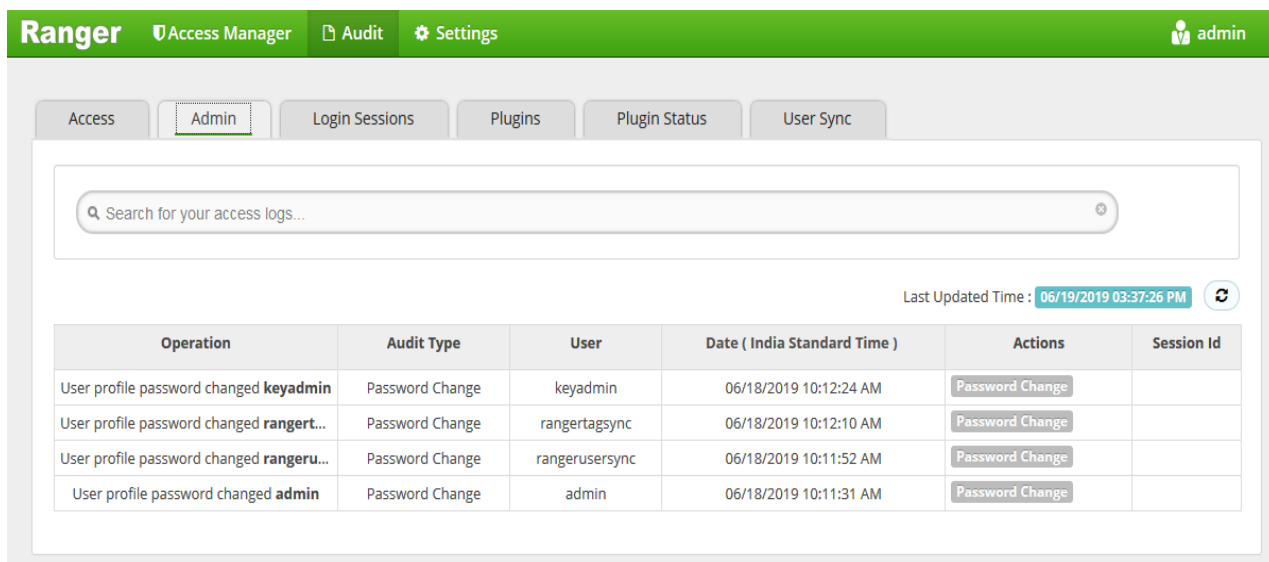 Ranger Access Manager Audit Settings admin
Access Admin Login Sessions Plugins Plugin Status User Sync
Search for your access logs...
Last Updated Time : 06/19/2019 03:37:26 PM
Operation Audit Type User Date ( India Standard Time ) Actions Session Id
User profile password changed keyadmin Password Change keyadmin 06/18/2019 10:12:24 AM Password Change
User profile password changed rangert... Password Change rangertagsync 06/18/2019 10:12:10 AM Password Change
User profile password changed rangeru... Password Change rangerusersync 06/18/2019 10:11:52 AM Password Change
User profile password changed admin Password Change admin 06/18/2019 10:11:31 AM Password Change